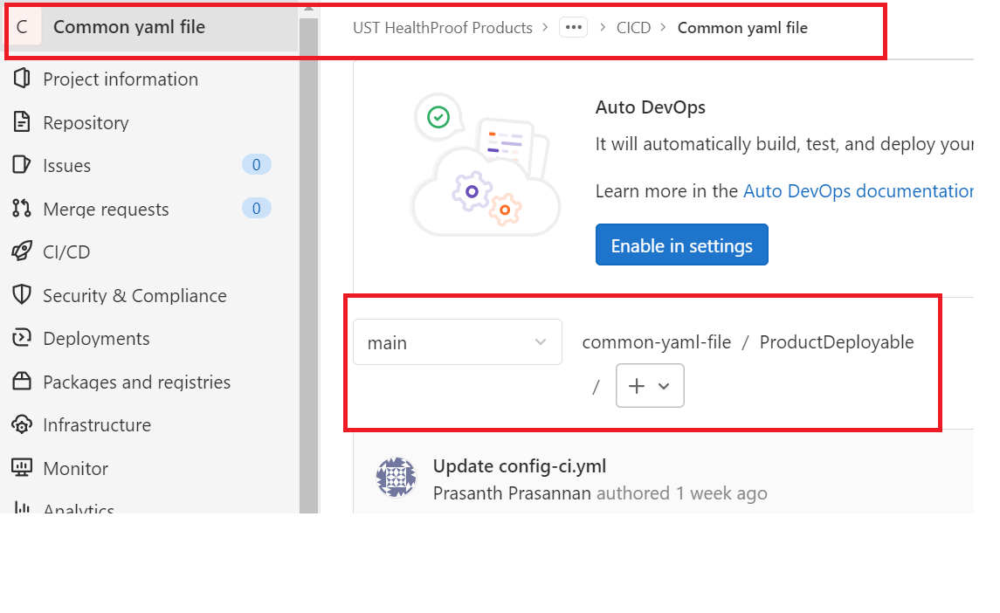 C Common yaml file
Project information
Repository
Issues 0
Merge requests 0
CI/CD
Security & Compliance
Deployments
Packages and registries
Infrastructure
Monitor
Analytics
UST HealthProof Products > ••• > CICD > Common yaml file
Auto DevOps
It will automatically build, test, and deploy your
Learn more in the Auto DevOps documentation
Enable in settings
main
common-yaml-file / ProductDeployable
/ +
Update config-ci.yml
Prasanth Prasannan authored 1 week ago